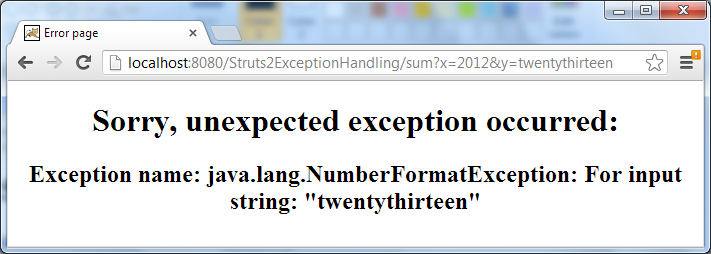 Error page
localhost:8080/Struts2ExceptionHandling/sum?x=2012&y=twentythirteen
Sorry, unexpected exception occurred:
Exception name: java.lang.NumberFormatException: For input
string: "twentythirteen"